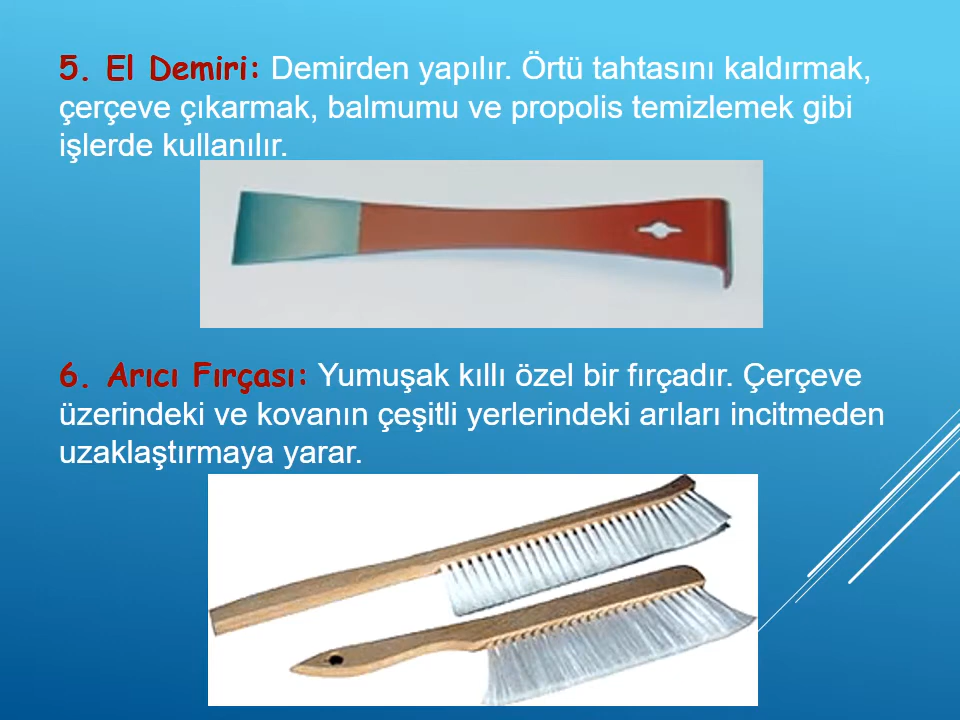 5. El Demiri: Demirden yapılır. Örtü tahtasını kaldırmak,
çerçeve çıkarmak, balmumu ve propolis temizlemek gibi
işlerde kullanılır.
6. Arıcı Fırçası: Yumuşak kıllı özel bir fırçadır. Çerçeve
üzerindeki ve kovanın çeşitli yerlerindeki arıları incitmeden
uzaklaştırmaya yarar.